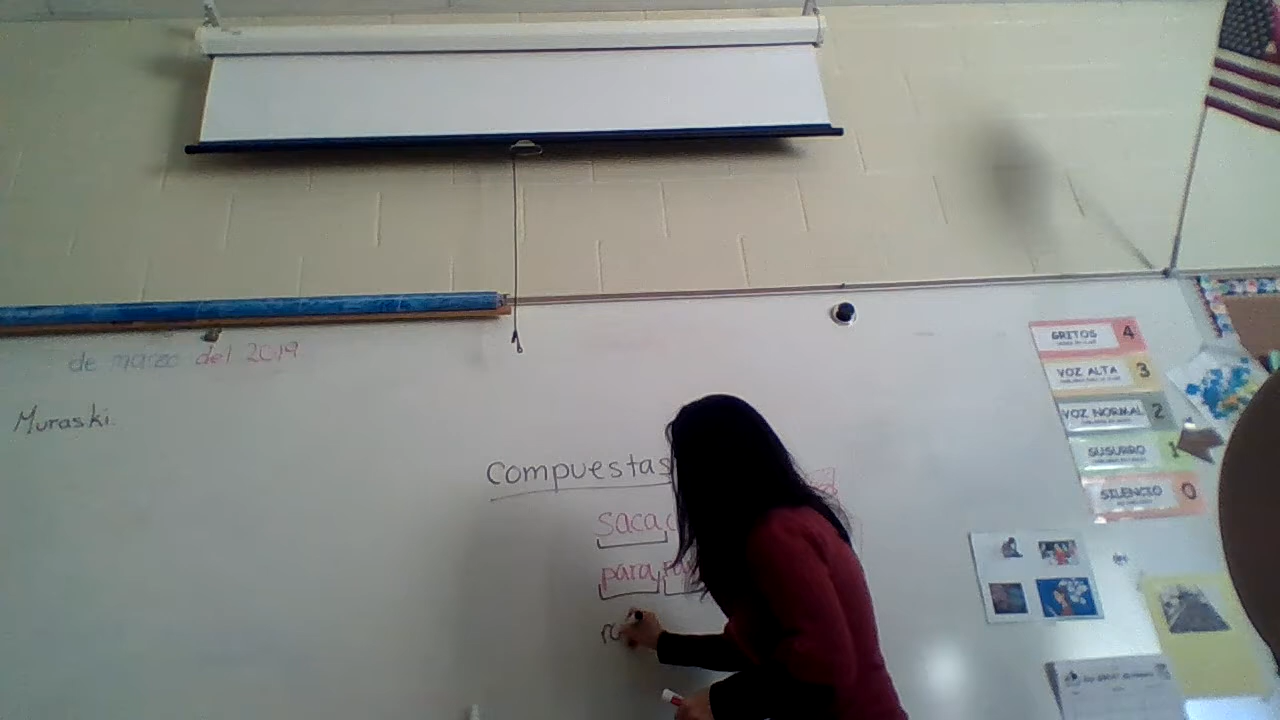 de marzo del 2019
Muraski.
Compuestas
saca
para
GRITOS 4
VOZ ALTA 3
VOZ NORMAL 2
SUSURRO 1
SILENCIO 0